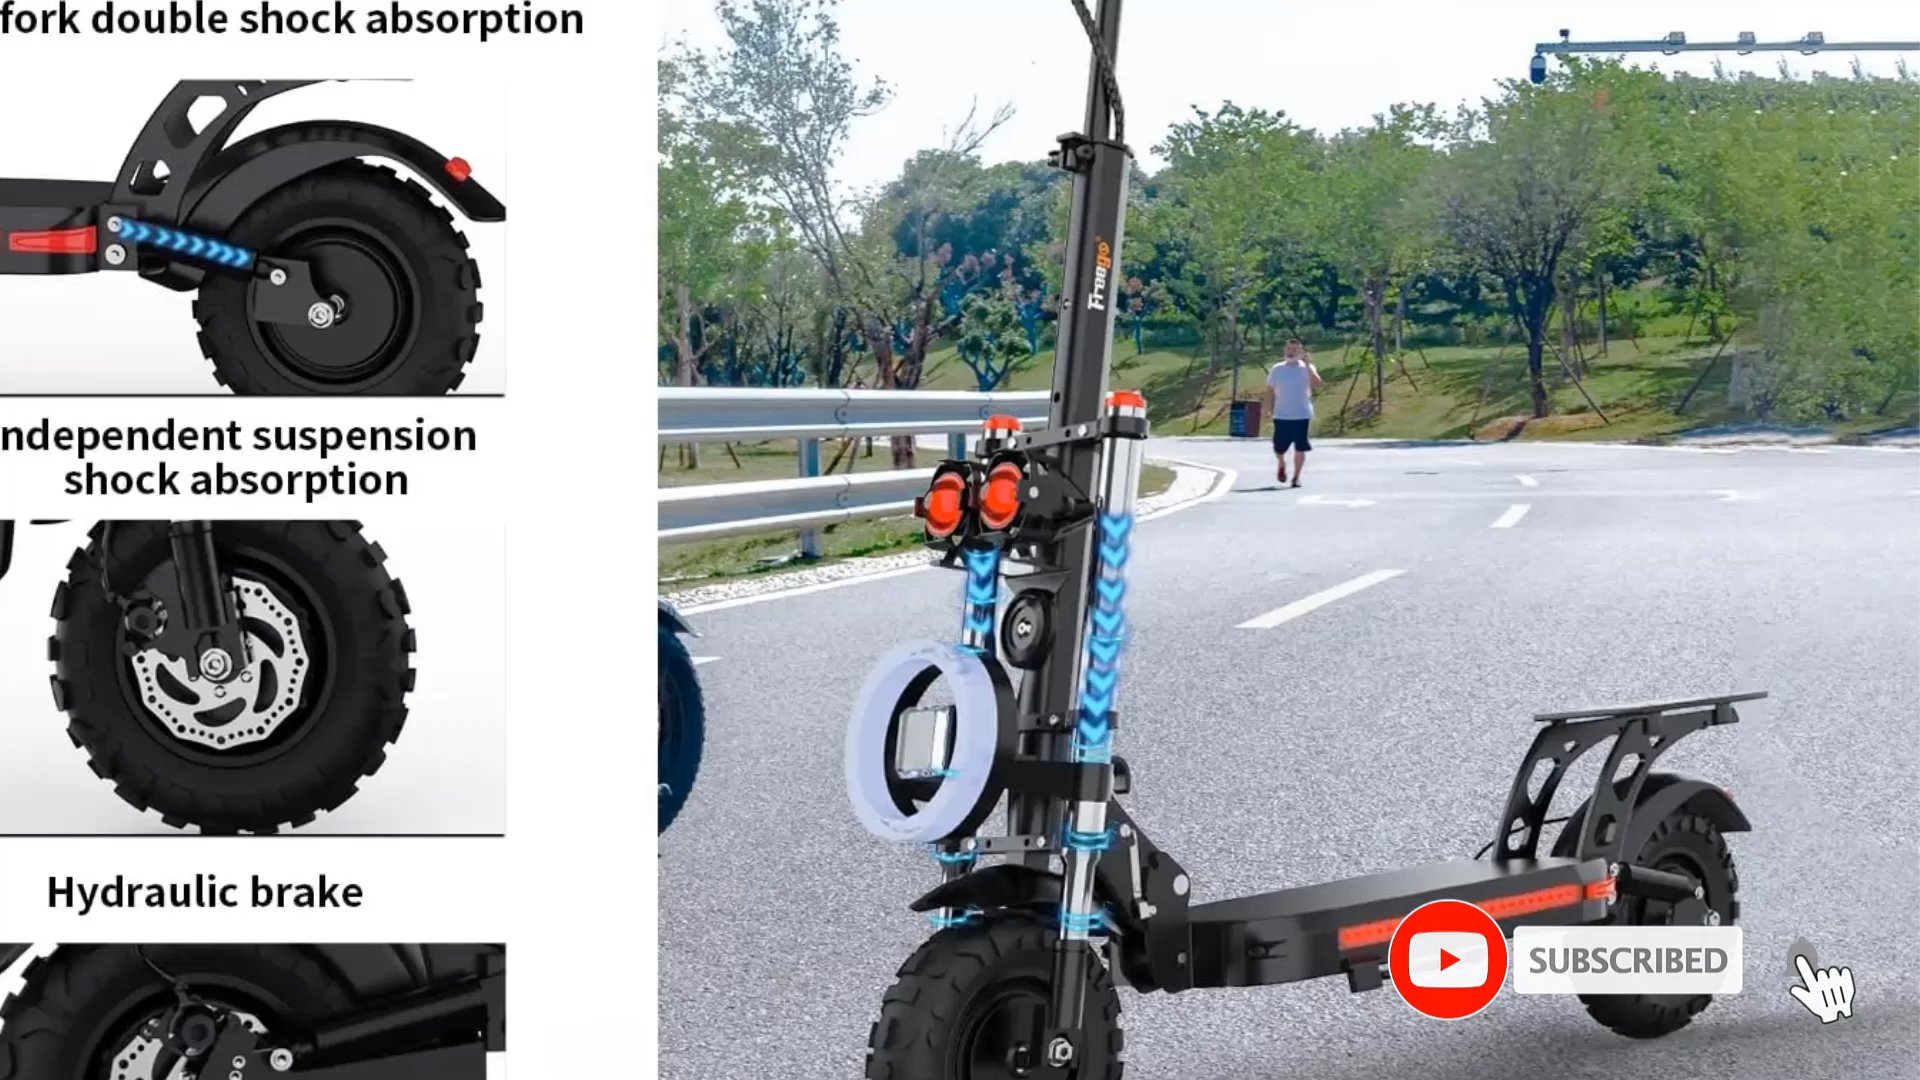 fork double shock absorption
ndependent suspension
shock absorption
Hydraulic brake
Freego
SUBSCRIBED